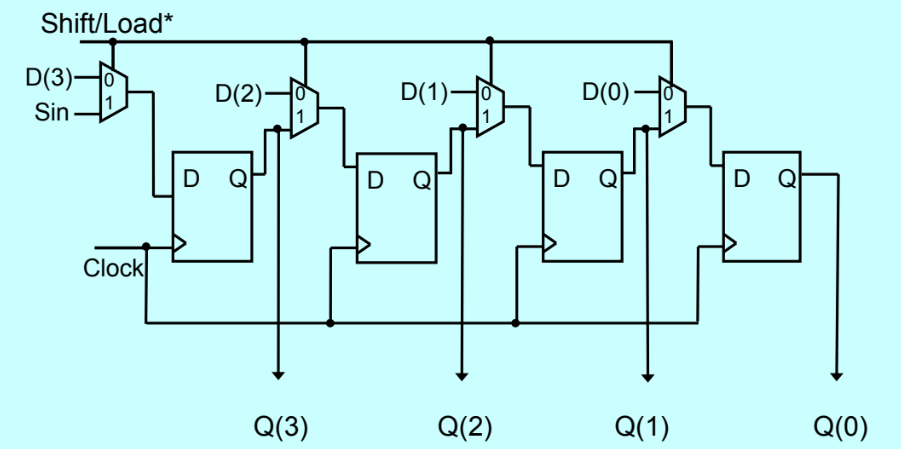 Shift/Load*
D(3) 0 D(2) 0 D(1) 0 D(0) 0
Sin 1 1 1 1
D Q D Q D Q D Q
Clock
Q(3) Q(2) Q(1) Q(0)